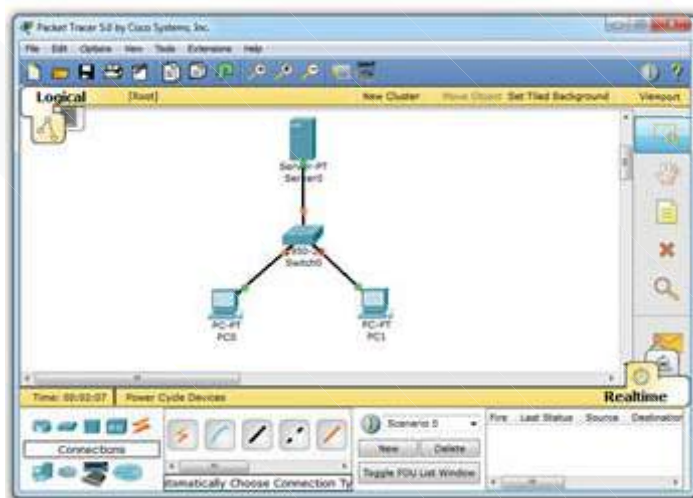 Packet Tracer 5.0 by Cisco Systems, Inc.
File Edit Options View Tools Extensions Help
Logical [Root] New Cluster Move Object Set Tiled Background Viewport
Server-PT
Server0
Switch0
PC-PT
PC0
PC-PT
PC1
Time: 00:02:07 Power Cycle Devices Realtime
Connections
Scenario 0
Fire Last Status Source Destination
New Delete
Toggle PDU List Window
utomatically Choose Connection Ty